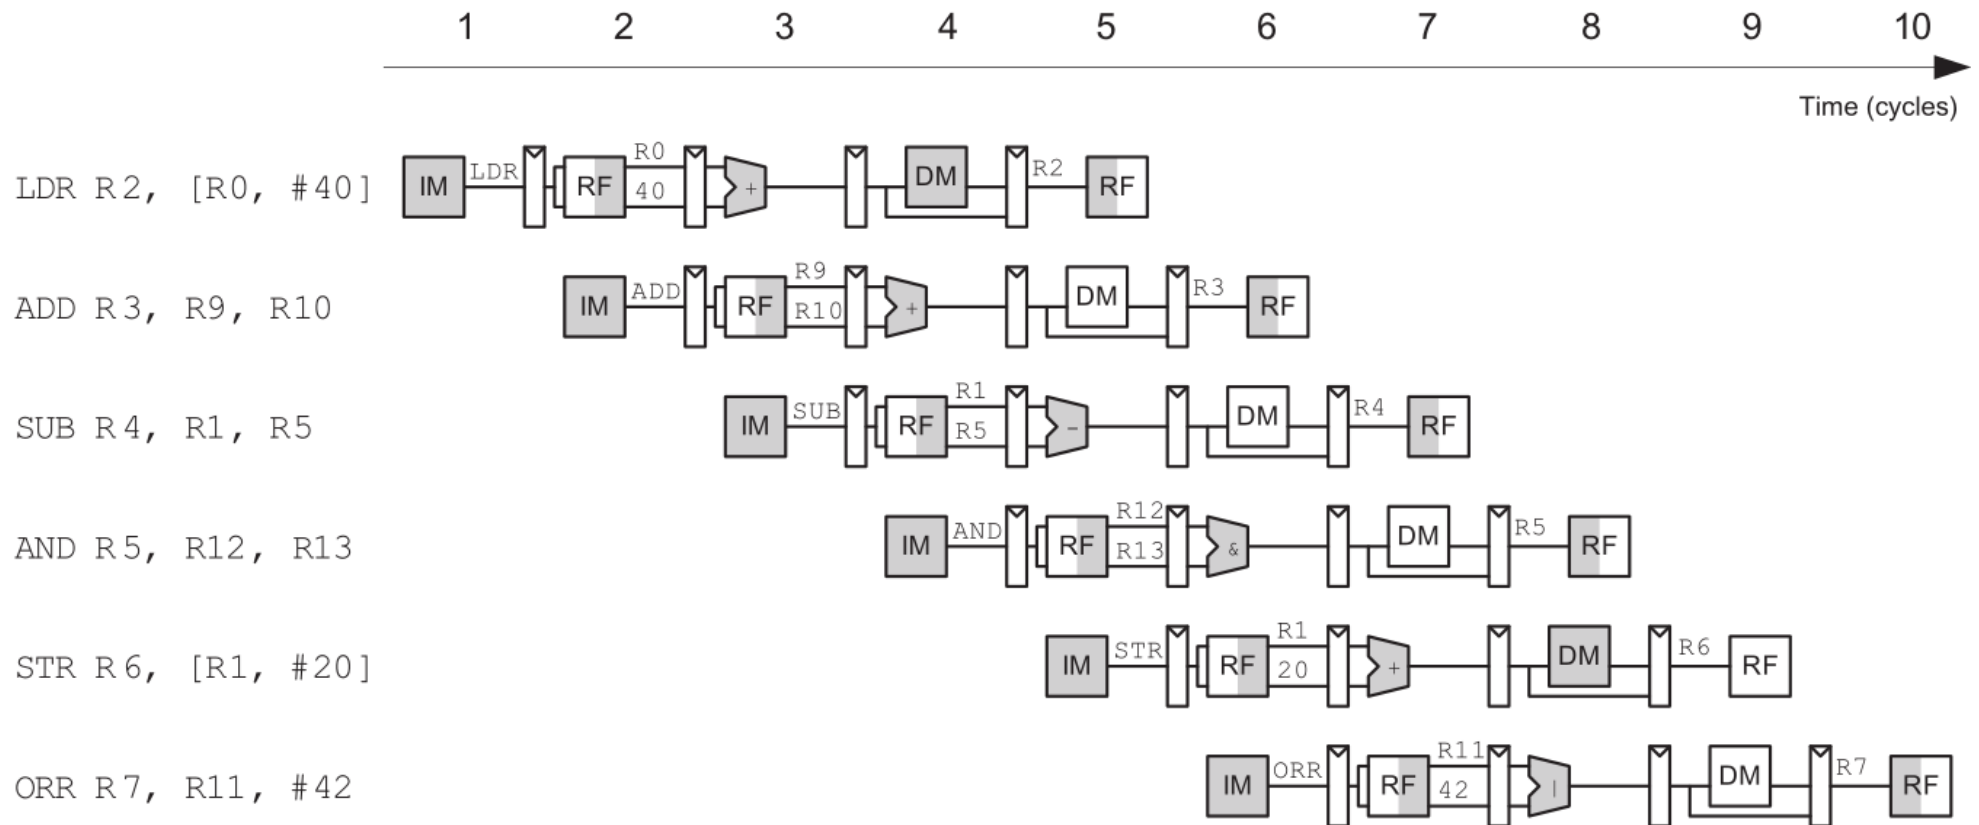 1 2 3 4 5 6 7 8 9 10
Time (cycles)
LDR R2, [R0, #40] IM LDR RF R0 40 + DM R2 RF
ADD R3, R9, R10 IM ADD RF R9 R10 + DM R3 RF
SUB R4, R1, R5 IM SUB RF R1 R5 - DM R4 RF
AND R5, R12, R13 IM AND RF R12 R13 & DM R5 RF
STR R6, [R1, #20] IM STR RF R1 20 + DM R6 RF
ORR R7, R11, #42 IM ORR RF R11 42 | DM R7 RF